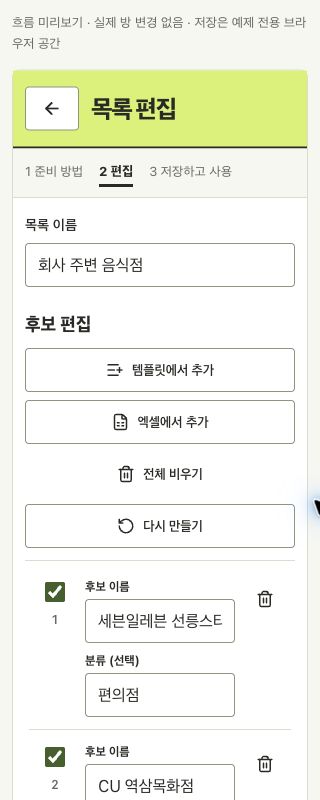 흐름 미리보기 · 실제 방 변경 없음 · 저장은 예제 전용 브라
우저 공간
목록 편집
1 준비 방법 2 편집 3 저장하고 사용
목록 이름
회사 주변 음식점
후보 편집
템플릿에서 추가
엑셀에서 추가
전체 비우기
다시 만들기
후보 이름
1
세븐일레븐 선릉스
분류 (선택)
편의점
후보 이름
2
CU 역삼목화점